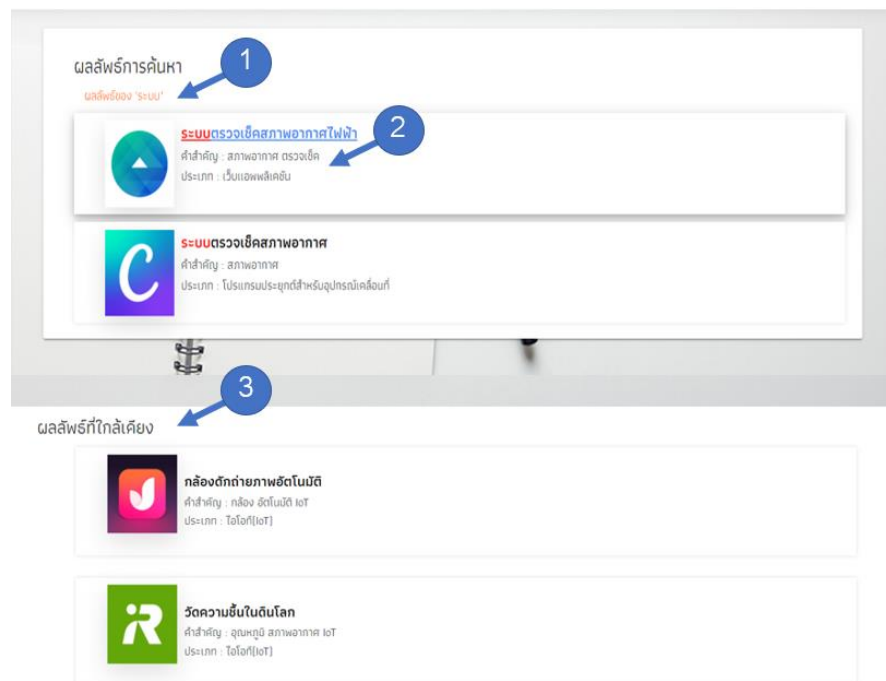 ผลลัพธ์การค้นหา
1
ผลลัพธ์ของ 'ระบบ'
ระบบตรวจเช็คสภาพอากาศไฟฟ้า
2
คำสำคัญ : สภาพอากาศ ตรวจเช็ค
ประเภท : เว็บแอพพลิเคชัน
C
ระบบตรวจเช็คสภาพอากาศ
คำสำคัญ : สภาพอากาศ
ประเภท : โปรแกรมประยุกต์สำหรับอุปกรณ์เคลื่อนที่
3
ผลลัพธ์ที่ใกล้เคียง
กล้องดักถ่ายภาพอัตโนมัติ
คำสำคัญ : กล้อง อัตโนมัติ IoT
ประเภท : ไอโอที(IoT)
iR
วัดความชื้นในดินโลก
คำสำคัญ : อุณหภูมิ สภาพอากาศ IoT
ประเภท : ไอโอที(IoT)